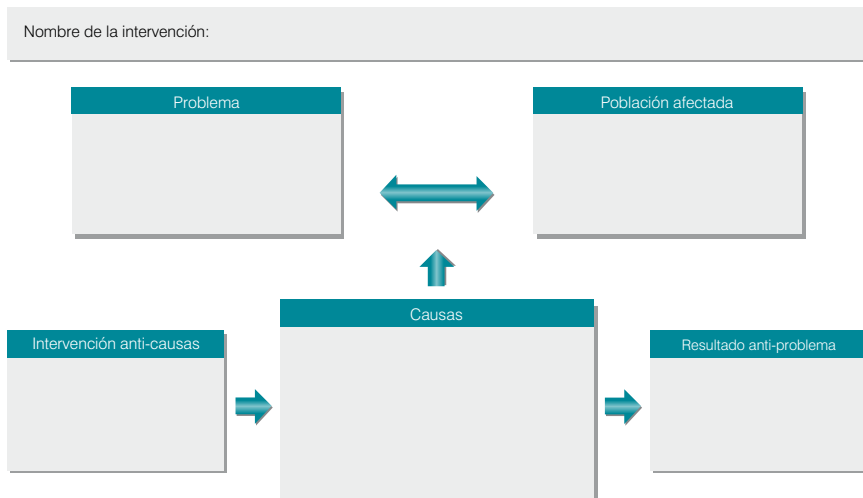 Nombre de la intervención:
Problema
Población afectada
Causas
Intervención anti-causas
Resultado anti-problema